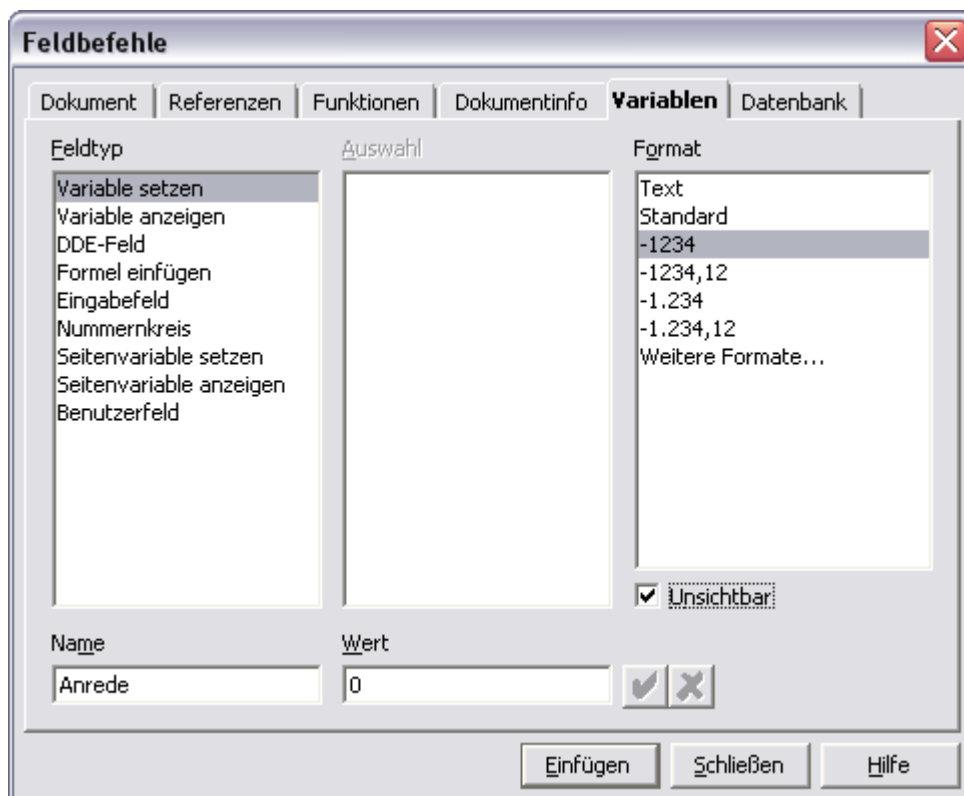 Feldbefehle
Dokument Referenzen Funktionen Dokumentinfo Variablen Datenbank
Feldtyp
Variable setzen
Variable anzeigen
DDE-Feld
Formel einfügen
Eingabefeld
Nummernkreis
Seitenvariable setzen
Seitenvariable anzeigen
Benutzerfeld
Auswahl
Format
Text
Standard
-1234
-1234,12
-1.234
-1.234,12
Weitere Formate...
Unsichtbar
Name
Anrede
Wert
0
Einfügen Schließen Hilfe